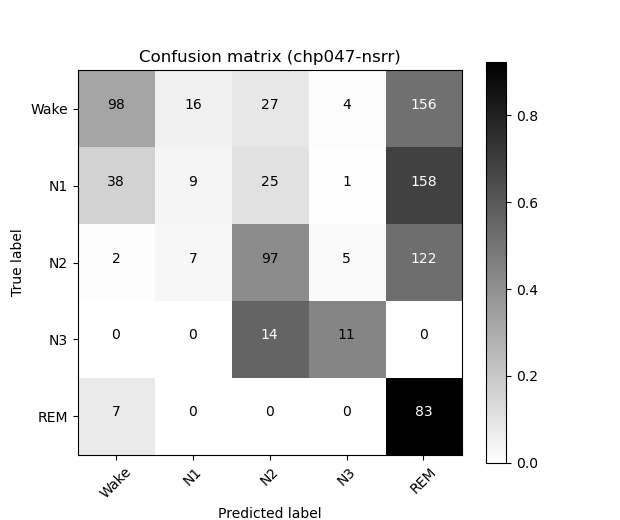 Confusion matrix (chp047-nsrr)
Wake 98 16 27 4 156
N1 38 9 25 1 158
N2 2 7 97 5 122
N3 0 0 14 11 0
REM 7 0 0 0 83
Wake N1 N2 N3 REM
Predicted label
True label
0.8
0.6
0.4
0.2
0.0